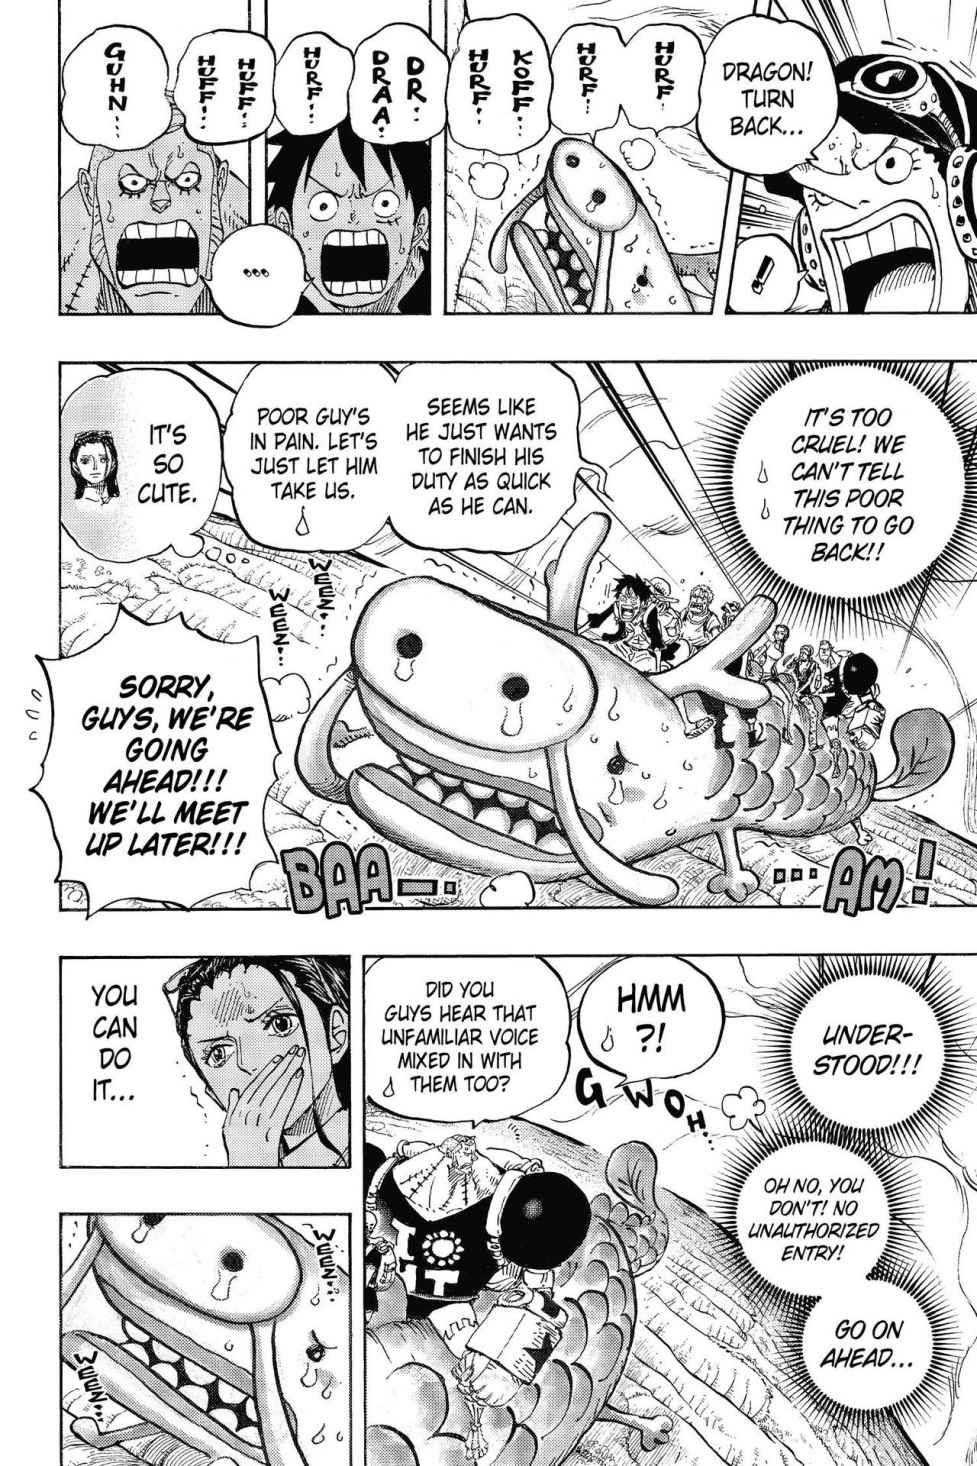 DRAGON!
TURN
BACK...
!
HURF...
HURF...
KOFF...
HURF...
DR-
DRAA...
HURF...
HUFF...
HUFF...
GUHN...
...
IT'S TOO
CRUEL! WE
CAN'T TELL
THIS POOR
THING TO GO
BACK!!
SEEMS LIKE
HE JUST WANTS
TO FINISH HIS
DUTY AS QUICK
AS HE CAN.
POOR GUY'S
IN PAIN. LET'S
JUST LET HIM
TAKE US.
IT'S
SO
CUTE.
WEEZ...
WEEZ...
SORRY,
GUYS, WE'RE
GOING
AHEAD!!!
WE'LL MEET
UP LATER!!!
BAA—...
...AM!
UNDER-
STOOD!!!
OH NO, YOU
DON'T! NO
UNAUTHORIZED
ENTRY!
GO ON
AHEAD...
HMM
?!
GWOH...
DID YOU
GUYS HEAR THAT
UNFAMILIAR VOICE
MIXED IN WITH
THEM TOO?
YOU
CAN
DO
IT...
WEEZ...
WEEZ...